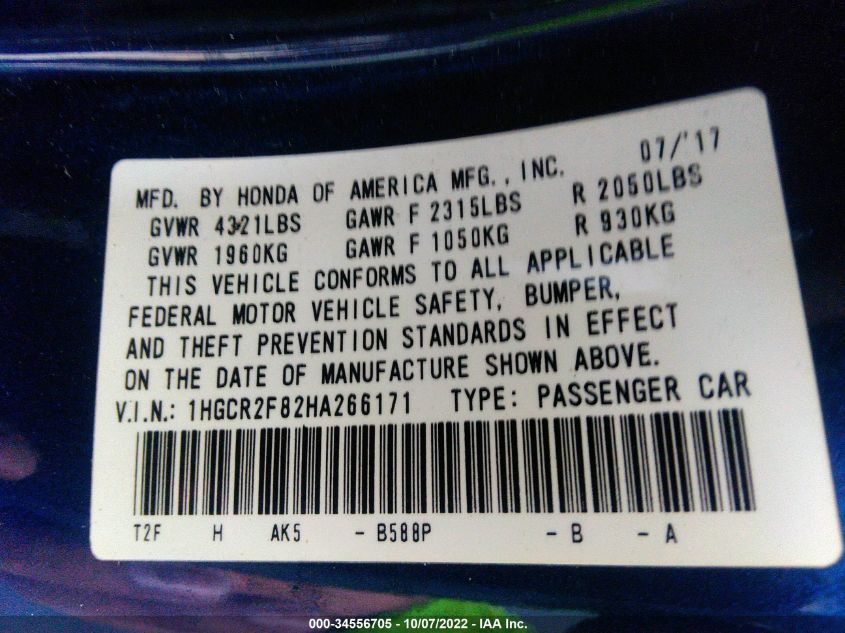 07/'17
MFD. BY HONDA OF AMERICA MFG., INC.
GVWR 4321LBS GAWR F 2315LBS R 2050LBS
GVWR 1960KG GAWR F 1050KG R 930KG
THIS VEHICLE CONFORMS TO ALL APPLICABLE
FEDERAL MOTOR VEHICLE SAFETY, BUMPER,
AND THEFT PREVENTION STANDARDS IN EFFECT
ON THE DATE OF MANUFACTURE SHOWN ABOVE.
V.I.N.: 1HGCR2F82HA266171 TYPE: PASSENGER CAR
T2F H AK5 - B588P - B - A
000-34556705 - 10/07/2022 - IAA Inc.